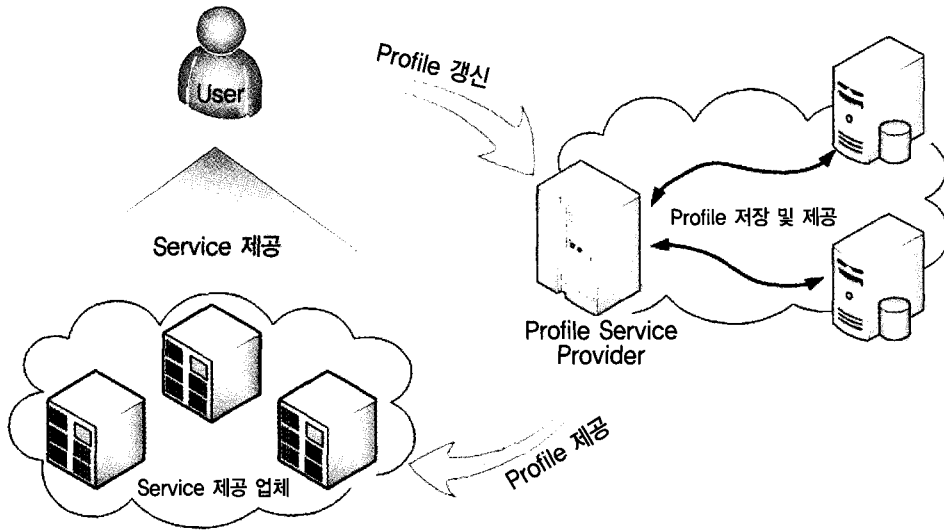 User
Profile 갱신
Profile 저장 및 제공
Service 제공
Profile Service
Provider
Profile 제공
Service 제공 업체